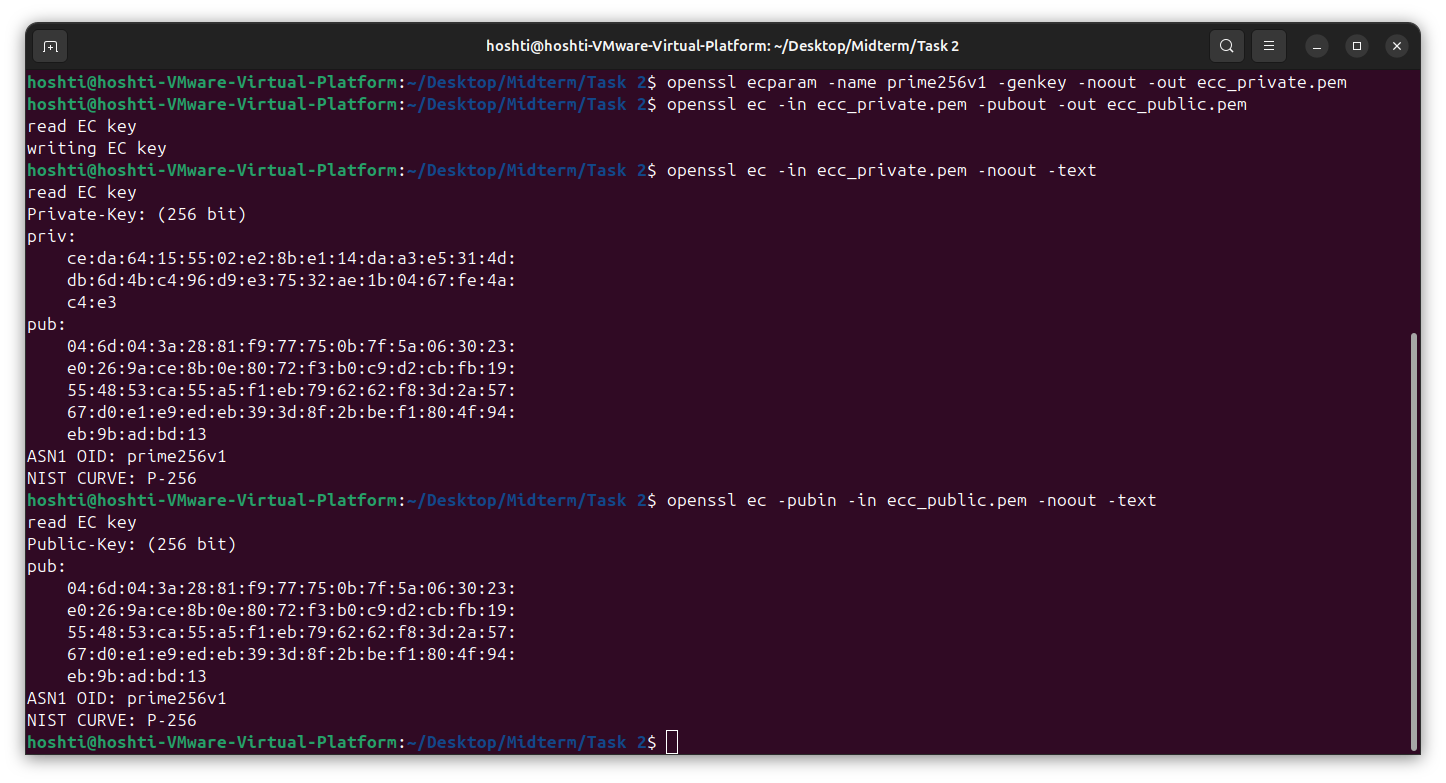 hoshti@hoshti-VMware-Virtual-Platform: ~/Desktop/Midterm/Task 2
hoshti@hoshti-VMware-Virtual-Platform:~/Desktop/Midterm/Task 2$ openssl ecparam -name prime256v1 -genkey -noout -out ecc_private.pem
hoshti@hoshti-VMware-Virtual-Platform:~/Desktop/Midterm/Task 2$ openssl ec -in ecc_private.pem -pubout -out ecc_public.pem
read EC key
writing EC key
hoshti@hoshti-VMware-Virtual-Platform:~/Desktop/Midterm/Task 2$ openssl ec -in ecc_private.pem -noout -text
read EC key
Private-Key: (256 bit)
priv:
    ce:da:64:15:55:02:e2:8b:e1:14:da:a3:e5:31:4d:
    db:6d:4b:c4:96:d9:e3:75:32:ae:1b:04:67:fe:4a:
    c4:e3
pub:
    04:6d:04:3a:28:81:f9:77:75:0b:7f:5a:06:30:23:
    e0:26:9a:ce:8b:0e:80:72:f3:b0:c9:d2:cb:fb:19:
    55:48:53:ca:55:a5:f1:eb:79:62:62:f8:3d:2a:57:
    67:d0:e1:e9:ed:eb:39:3d:8f:2b:be:f1:80:4f:94:
    eb:9b:ad:bd:13
ASN1 OID: prime256v1
NIST CURVE: P-256
hoshti@hoshti-VMware-Virtual-Platform:~/Desktop/Midterm/Task 2$ openssl ec -pubin -in ecc_public.pem -noout -text
read EC key
Public-Key: (256 bit)
pub:
    04:6d:04:3a:28:81:f9:77:75:0b:7f:5a:06:30:23:
    e0:26:9a:ce:8b:0e:80:72:f3:b0:c9:d2:cb:fb:19:
    55:48:53:ca:55:a5:f1:eb:79:62:62:f8:3d:2a:57:
    67:d0:e1:e9:ed:eb:39:3d:8f:2b:be:f1:80:4f:94:
    eb:9b:ad:bd:13
ASN1 OID: prime256v1
NIST CURVE: P-256
hoshti@hoshti-VMware-Virtual-Platform:~/Desktop/Midterm/Task 2$